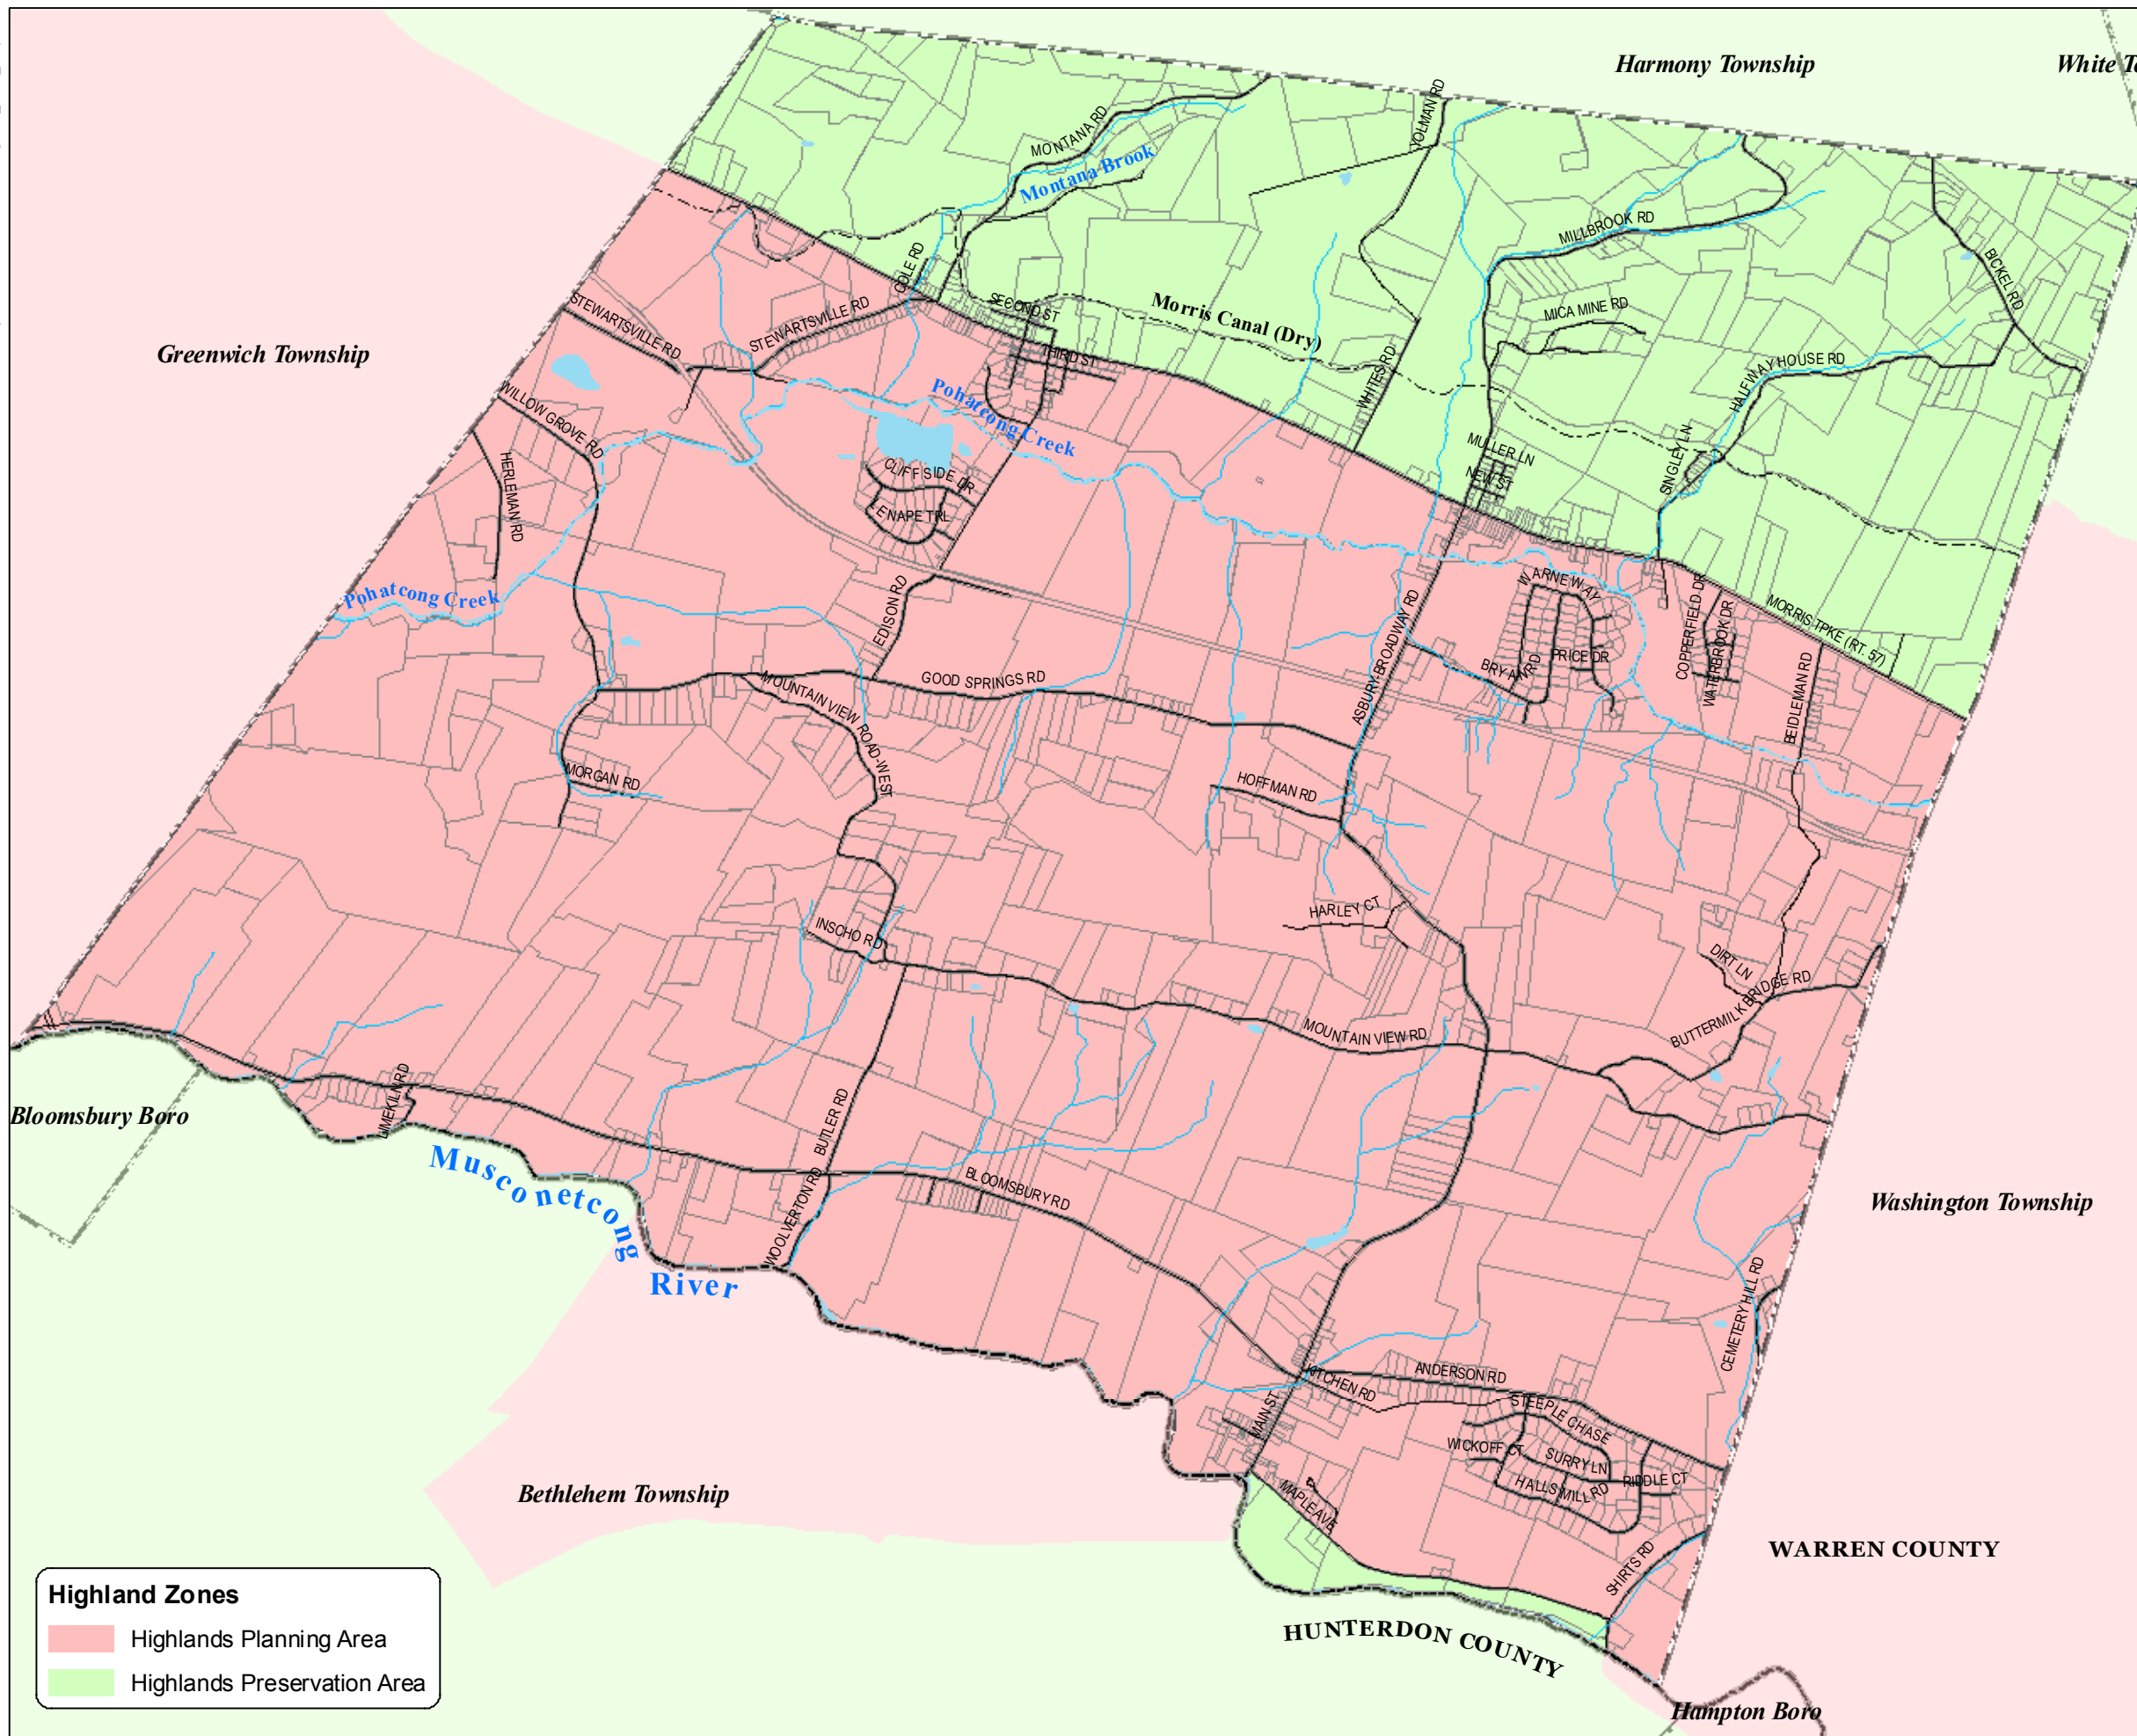 Harmony Township
White To
MONTANA RD
YOLMAN RD
Montana Brook
MILLBROOK RD
BICKEL RD
COLE RD
STEWARTSVILLE RD
STEWARTSVILLE RD
SECOND ST
Morris Canal (Dry)
MICA MINE RD
Greenwich Township
THIRD ST
WHITES RD
HALFWAY HOUSE RD
WILLOW GROVE RD
Pohatcong Creek
MULLER LN
SINGLEY LN
HERLEMAN RD
CLIFFSIDE DR
NEW ST
LENAPE TRL
Pohatcong Creek
EDISON RD
ASBURY-BROADWAY RD
WARNE WAY
COPPERFIELD DR
WATERBROOK DR
MORRIS TPKE (RT. 57)
BRYAN RD
PRICE DR
BEIDLEMAN RD
MOUNTAIN VIEW ROAD-WEST
GOOD SPRINGS RD
MORGAN RD
HOFFMAN RD
HARLEY CT
INSCHO RD
DIRT LN
BUTTERMILK BRIDGE RD
MOUNTAIN VIEW RD
LIMEKILN RD
Bloomsbury Boro
BUTLER RD
Musconetcong
River
WOOLVERTON RD
BLOOMSBURY RD
Washington Township
CEMETERY HILL RD
KITCHEN RD
ANDERSON RD
MAIN ST
STEEPLE CHASE
WICKOFF CT
SURRY LN
RIDDLE CT
HALLS MILL RD
MAPLE AVE
Bethlehem Township
SHIRTS RD
WARREN COUNTY
HUNTERDON COUNTY
Hampton Boro
Highland Zones
Highlands Planning Area
Highlands Preservation Area